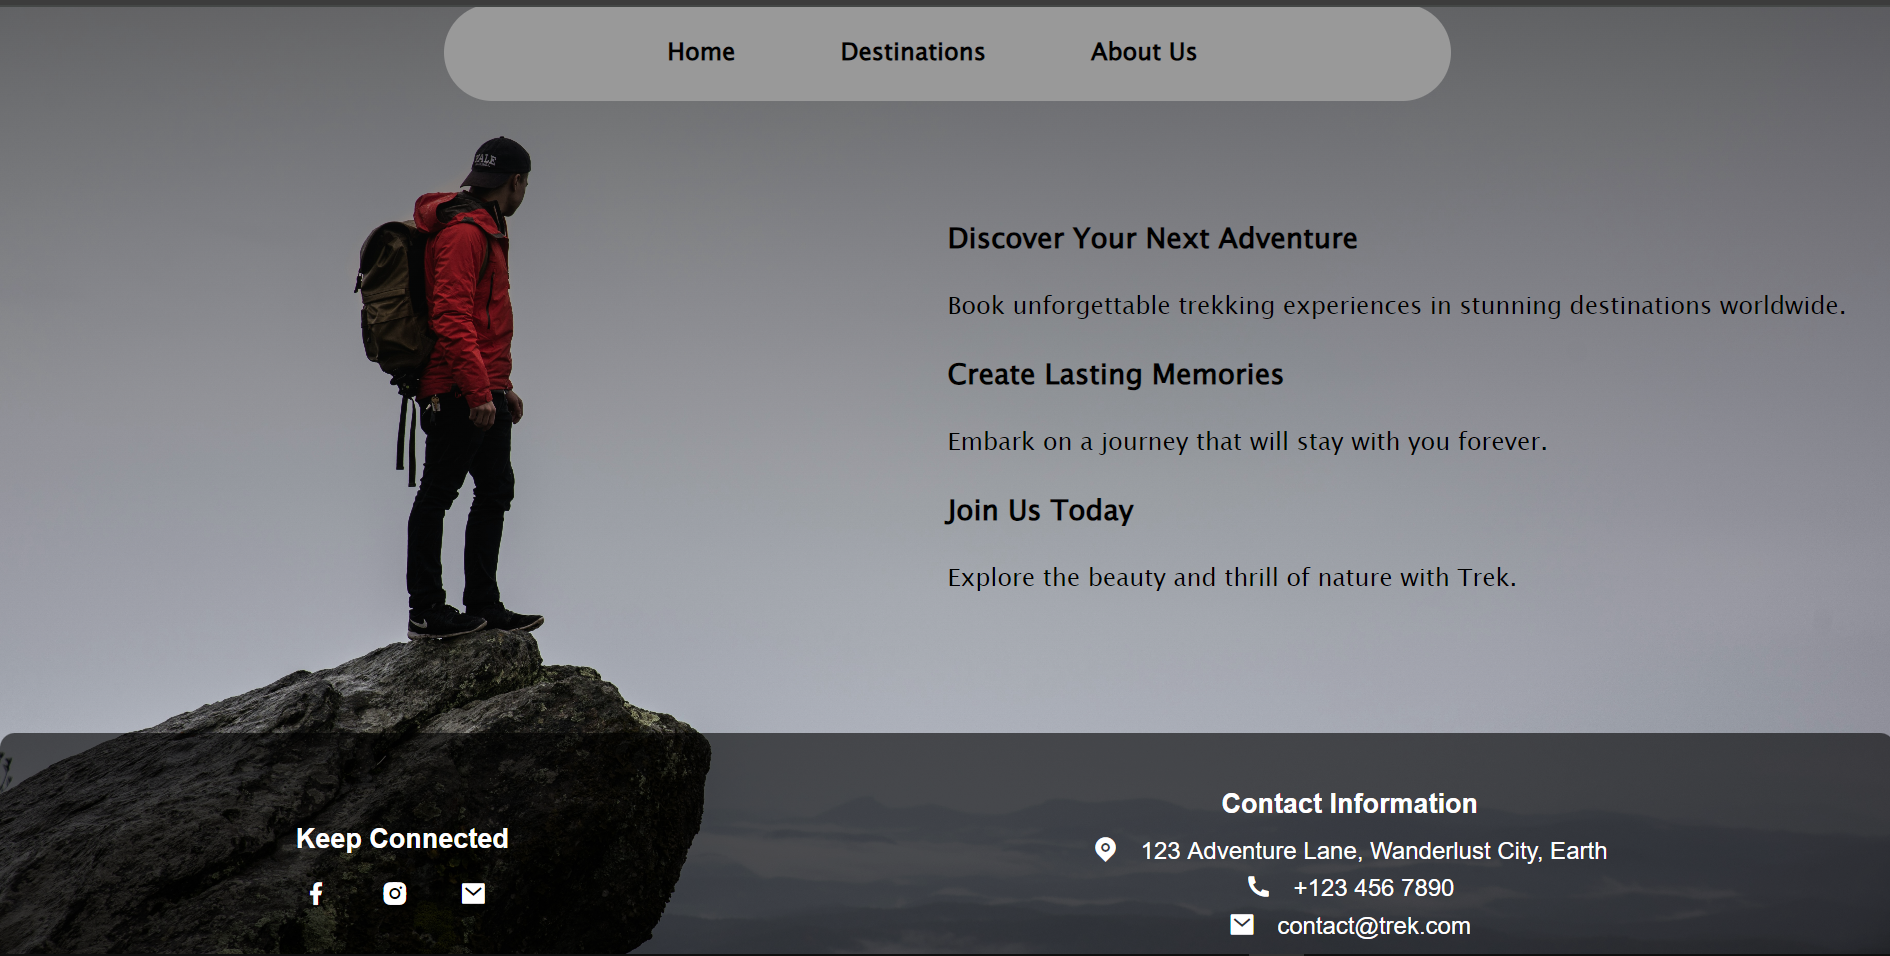 Home Destinations About Us
Discover Your Next Adventure
Book unforgettable trekking experiences in stunning destinations worldwide.
Create Lasting Memories
Embark on a journey that will stay with you forever.
Join Us Today
Explore the beauty and thrill of nature with Trek.
Keep Connected
Contact Information
123 Adventure Lane, Wanderlust City, Earth
+123 456 7890
contact@trek.com